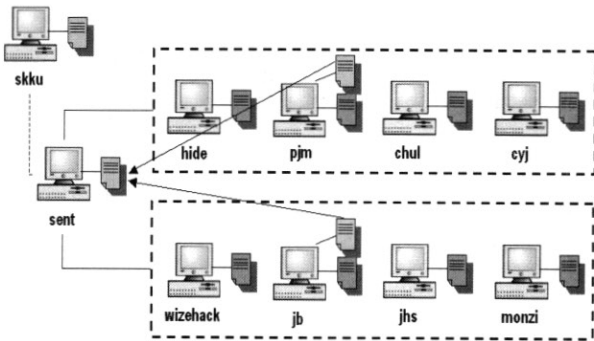 skku
hide
pjm
chul
cyj
sent
wizehack
jb
jhs
monzi